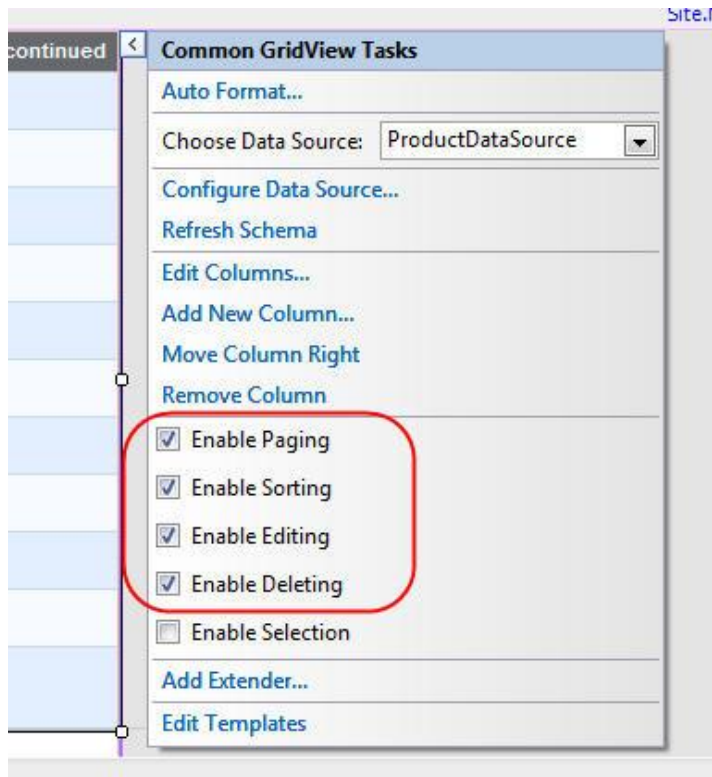 continued
Common GridView Tasks
Auto Format...
Choose Data Source: ProductDataSource
Configure Data Source...
Refresh Schema
Edit Columns...
Add New Column...
Move Column Right
Remove Column
Enable Paging
Enable Sorting
Enable Editing
Enable Deleting
Enable Selection
Add Extender...
Edit Templates